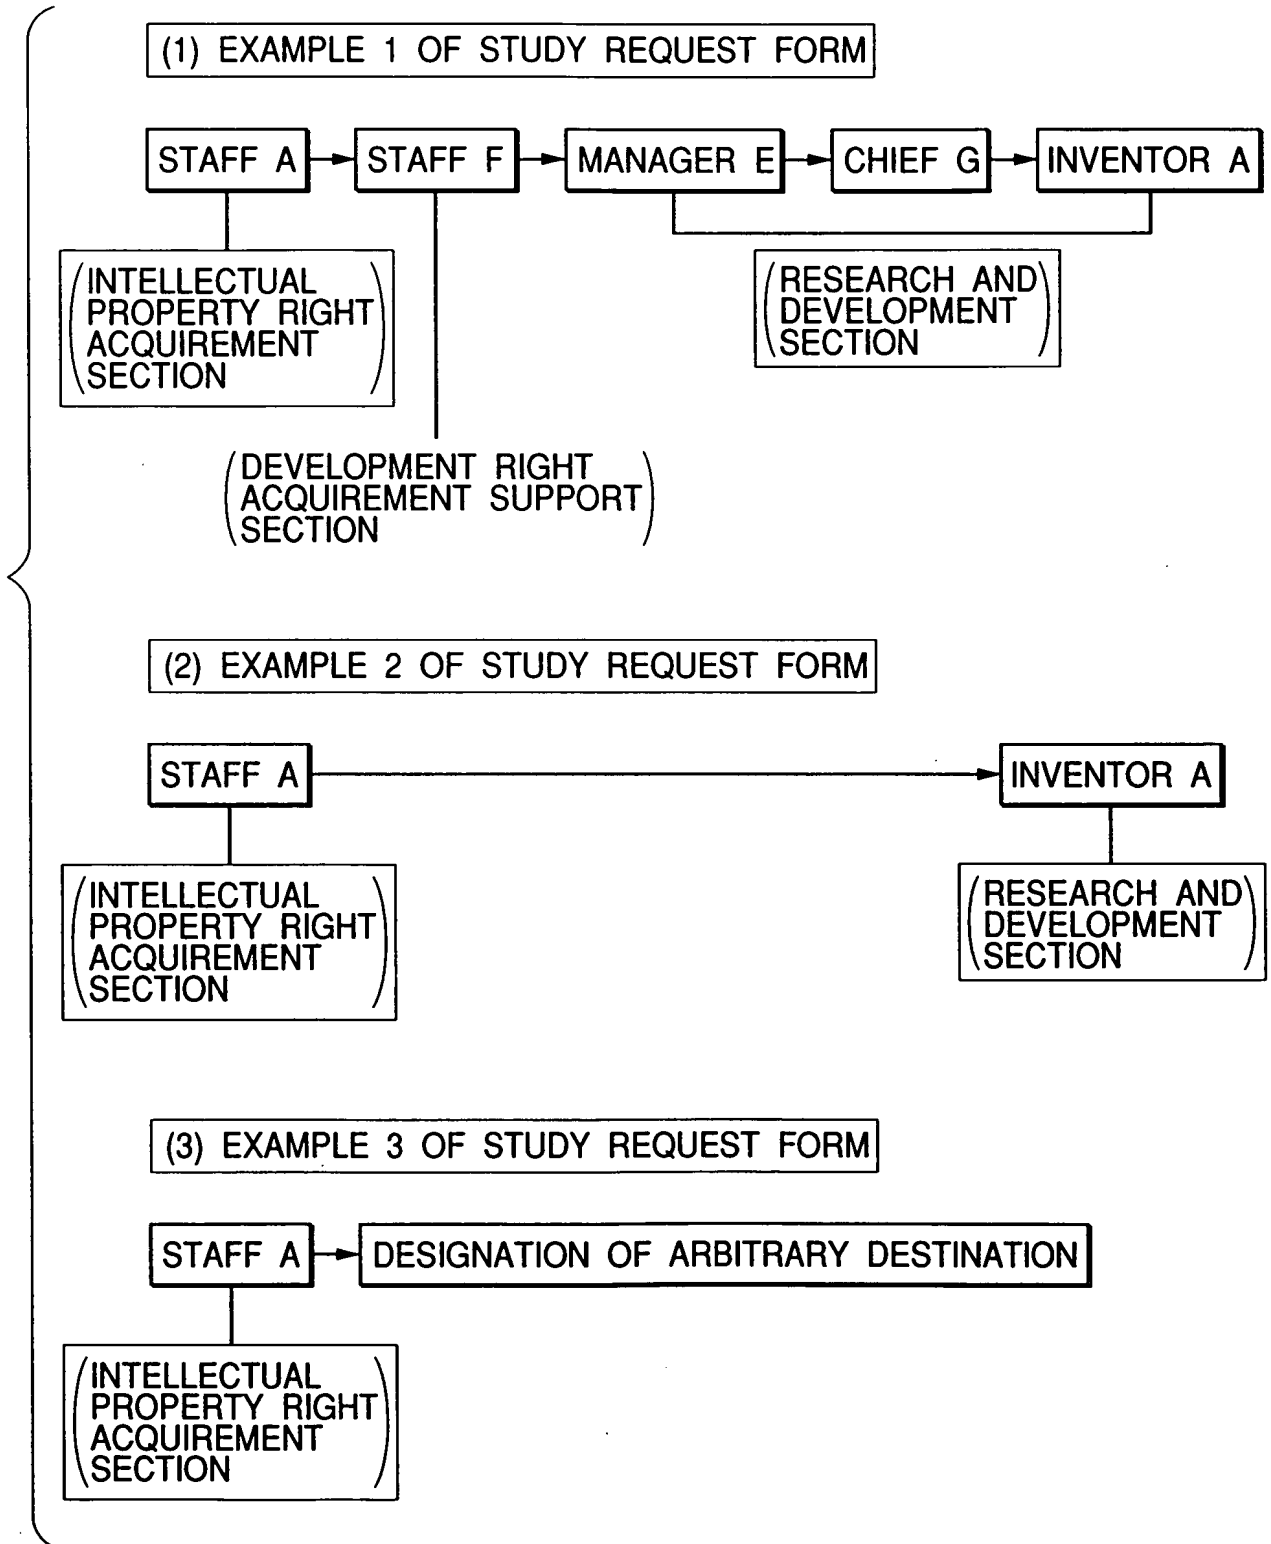 (1) EXAMPLE 1 OF STUDY REQUEST FORM
STAFF A
STAFF F
MANAGER E
CHIEF G
INVENTOR A
(INTELLECTUAL
PROPERTY RIGHT
ACQUIREMENT
SECTION)
(RESEARCH AND
DEVELOPMENT
SECTION)
(DEVELOPMENT RIGHT
ACQUIREMENT SUPPORT
SECTION)
(2) EXAMPLE 2 OF STUDY REQUEST FORM
STAFF A
INVENTOR A
(INTELLECTUAL
PROPERTY RIGHT
ACQUIREMENT
SECTION)
(RESEARCH AND
DEVELOPMENT
SECTION)
(3) EXAMPLE 3 OF STUDY REQUEST FORM
STAFF A
DESIGNATION OF ARBITRARY DESTINATION
(INTELLECTUAL
PROPERTY RIGHT
ACQUIREMENT
SECTION)